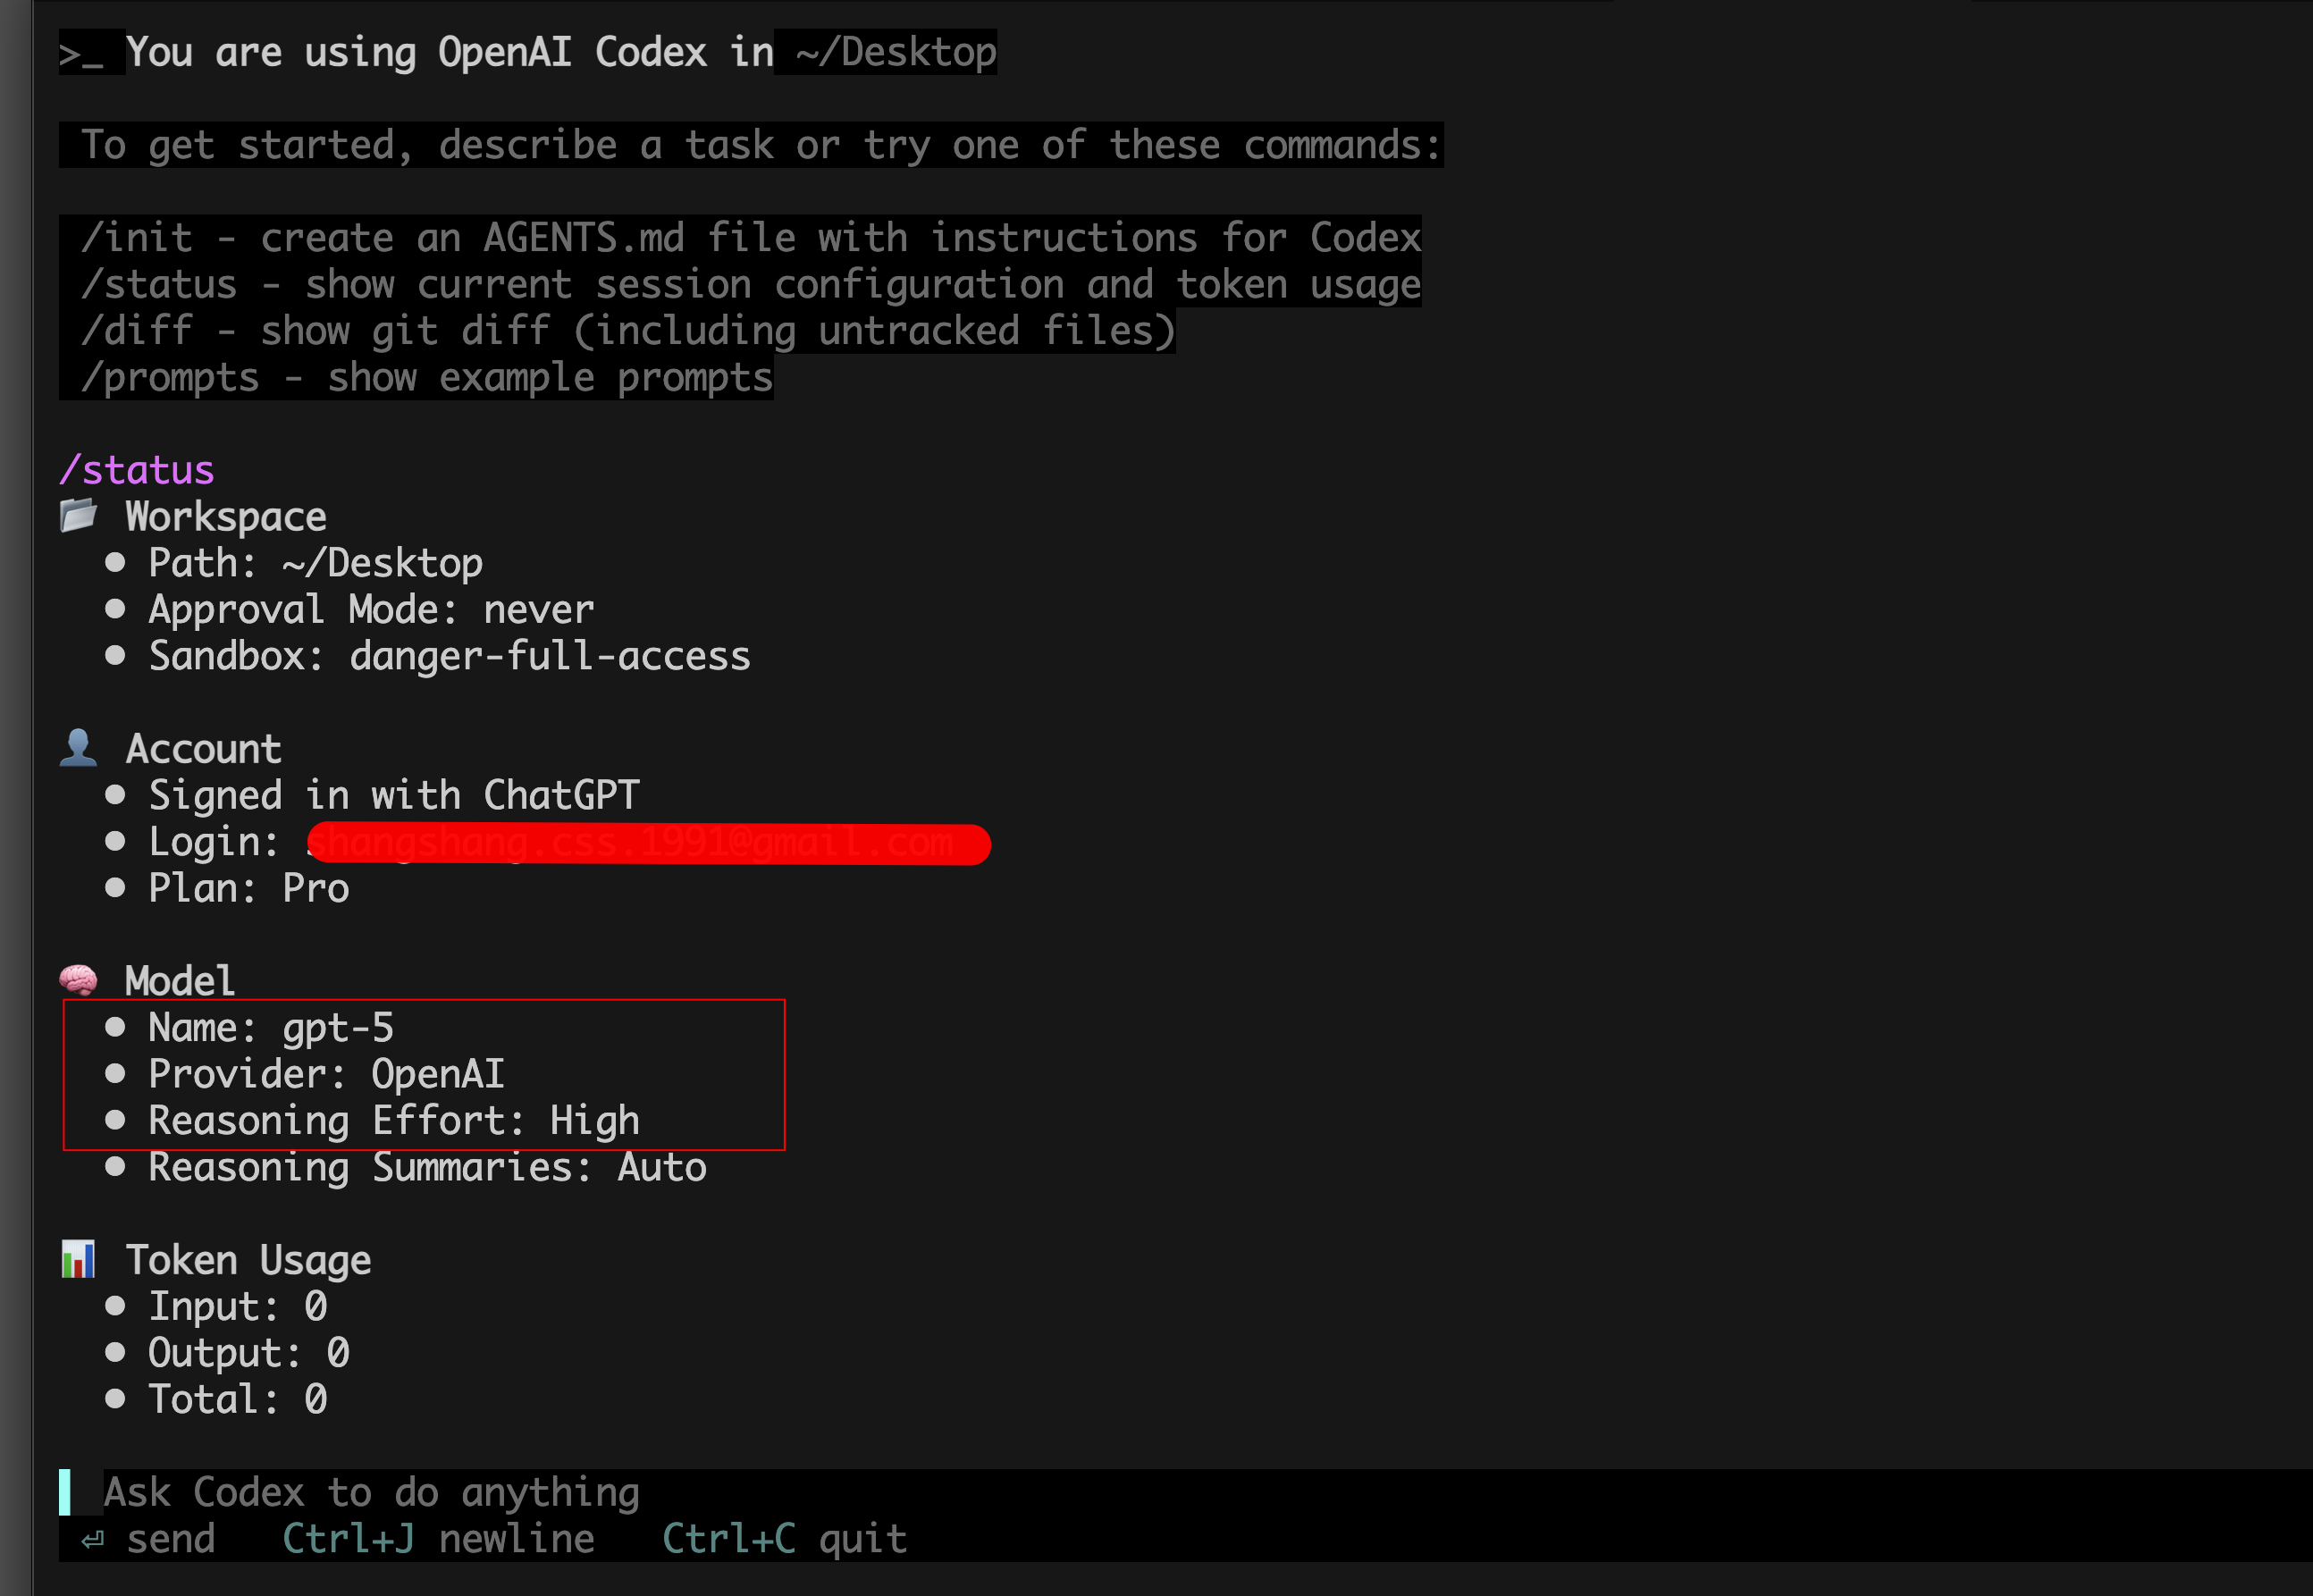 >_ You are using OpenAI Codex in ~/Desktop
To get started, describe a task or try one of these commands:
/init - create an AGENTS.md file with instructions for Codex
/status - show current session configuration and token usage
/diff - show git diff (including untracked files)
/prompts - show example prompts
/status
📂 Workspace
• Path: ~/Desktop
• Approval Mode: never
• Sandbox: danger-full-access
👤 Account
• Signed in with ChatGPT
• Login:
• Plan: Pro
🧠 Model
• Name: gpt-5
• Provider: OpenAI
• Reasoning Effort: High
• Reasoning Summaries: Auto
📊 Token Usage
• Input: 0
• Output: 0
• Total: 0
Ask Codex to do anything
⏎ send Ctrl+J newline Ctrl+C quit